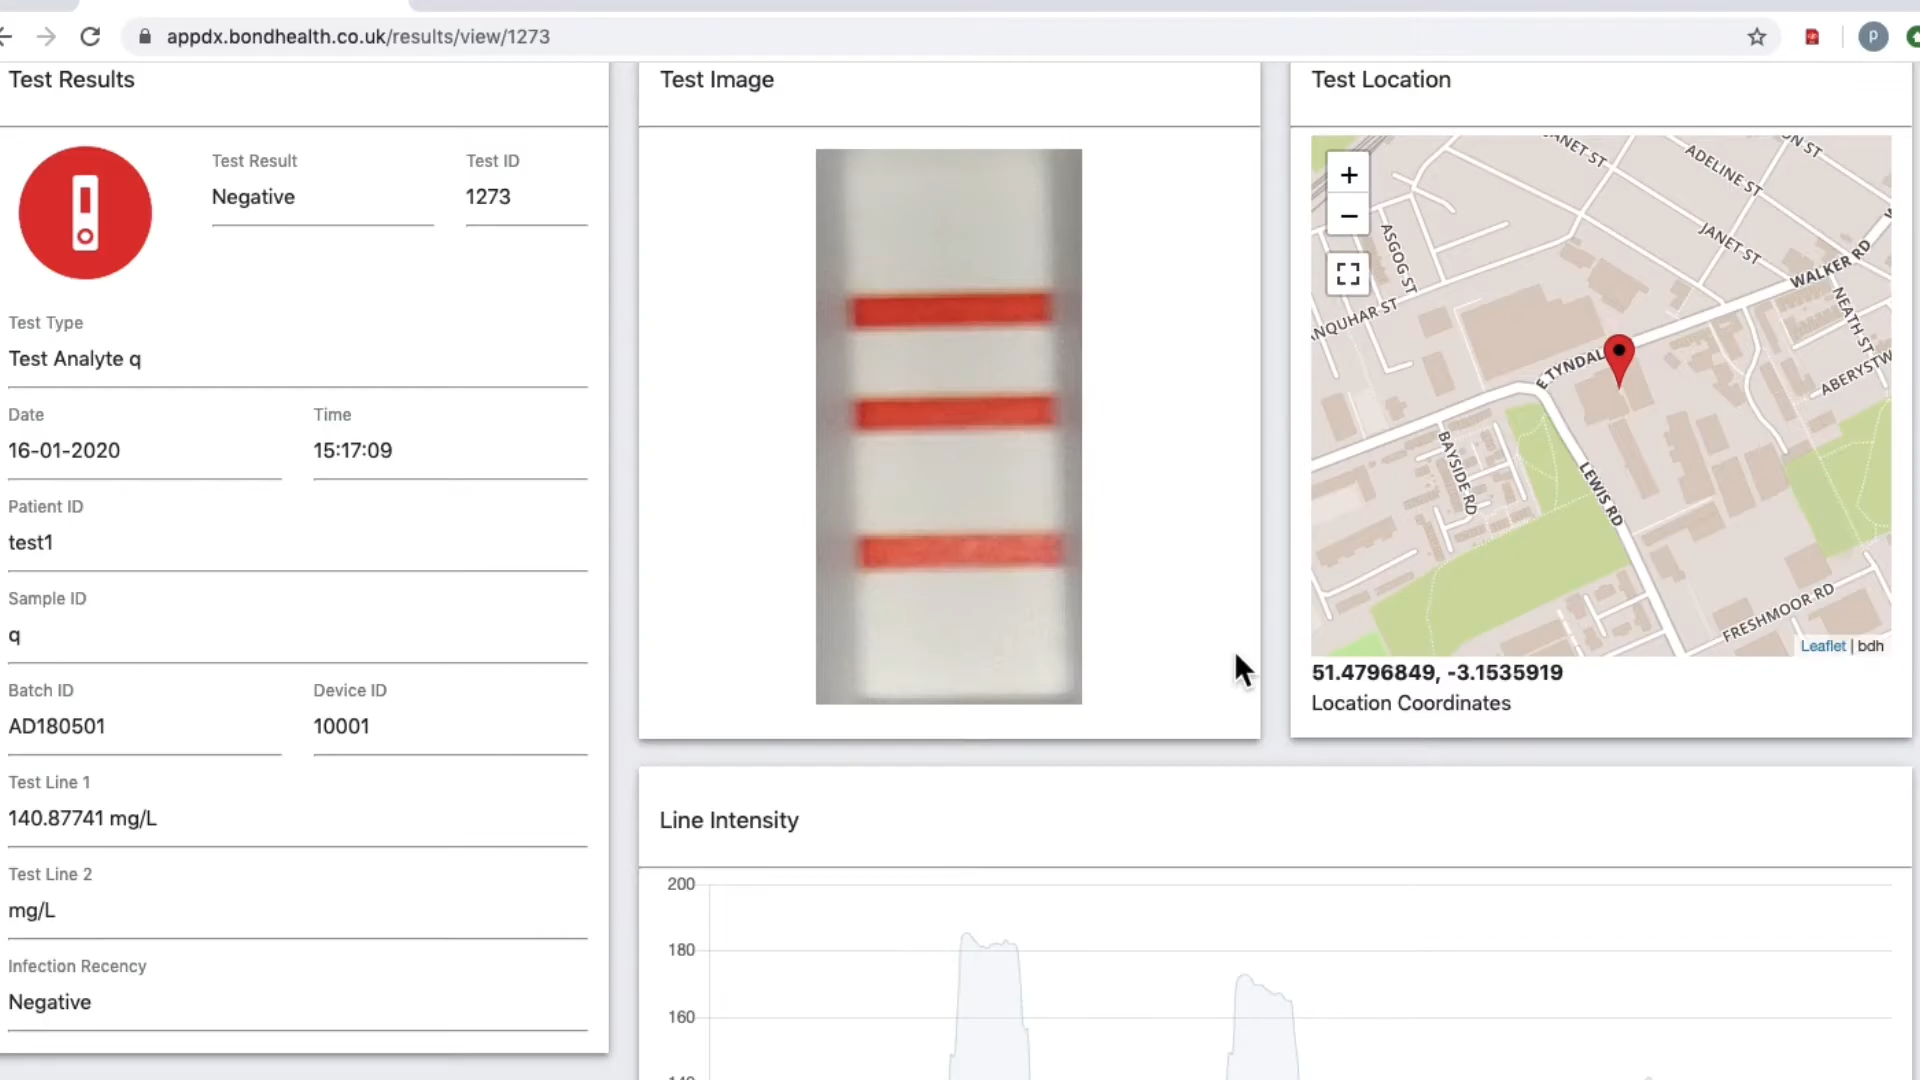 appdx.bondhealth.co.uk/results/view/1273
P
Test Results
Test Result
Negative
Test ID
1273
Test Type
Test Analyte q
Date
16-01-2020
Time
15:17:09
Patient ID
test1
Sample ID
q
Batch ID
AD180501
Device ID
10001
Test Line 1
140.87741 mg/L
Test Line 2
mg/L
Infection Recency
Negative
Test Image
Test Location
+
−
JANET ST
ADELINE ST
JANET ST
WALKER RD
ASGOG ST
NEATH ST
E TYNDAL
BAYSIDE RD
LEWIS RD
FRESHMOOR RD
Leaflet | bdh
51.4796849, -3.1535919
Location Coordinates
Line Intensity
200
180
160